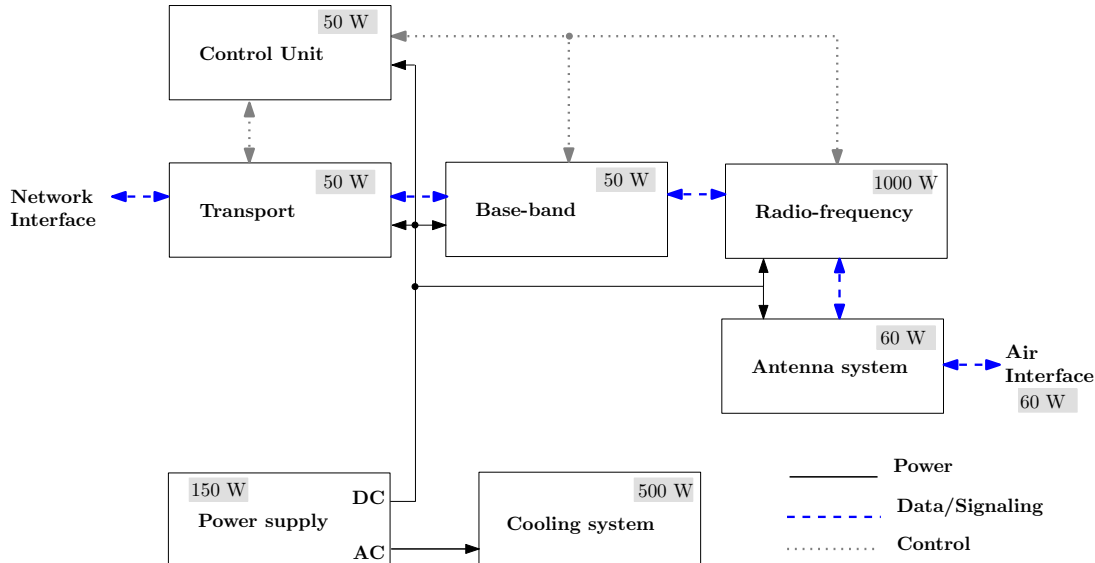 50 W
Control Unit
50 W
Transport
Network
Interface
50 W
Base-band
1000 W
Radio-frequency
60 W
Antenna system
Air
Interface
60 W
150 W
DC
Power supply
AC
500 W
Cooling system
Power
Data/Signaling
Control